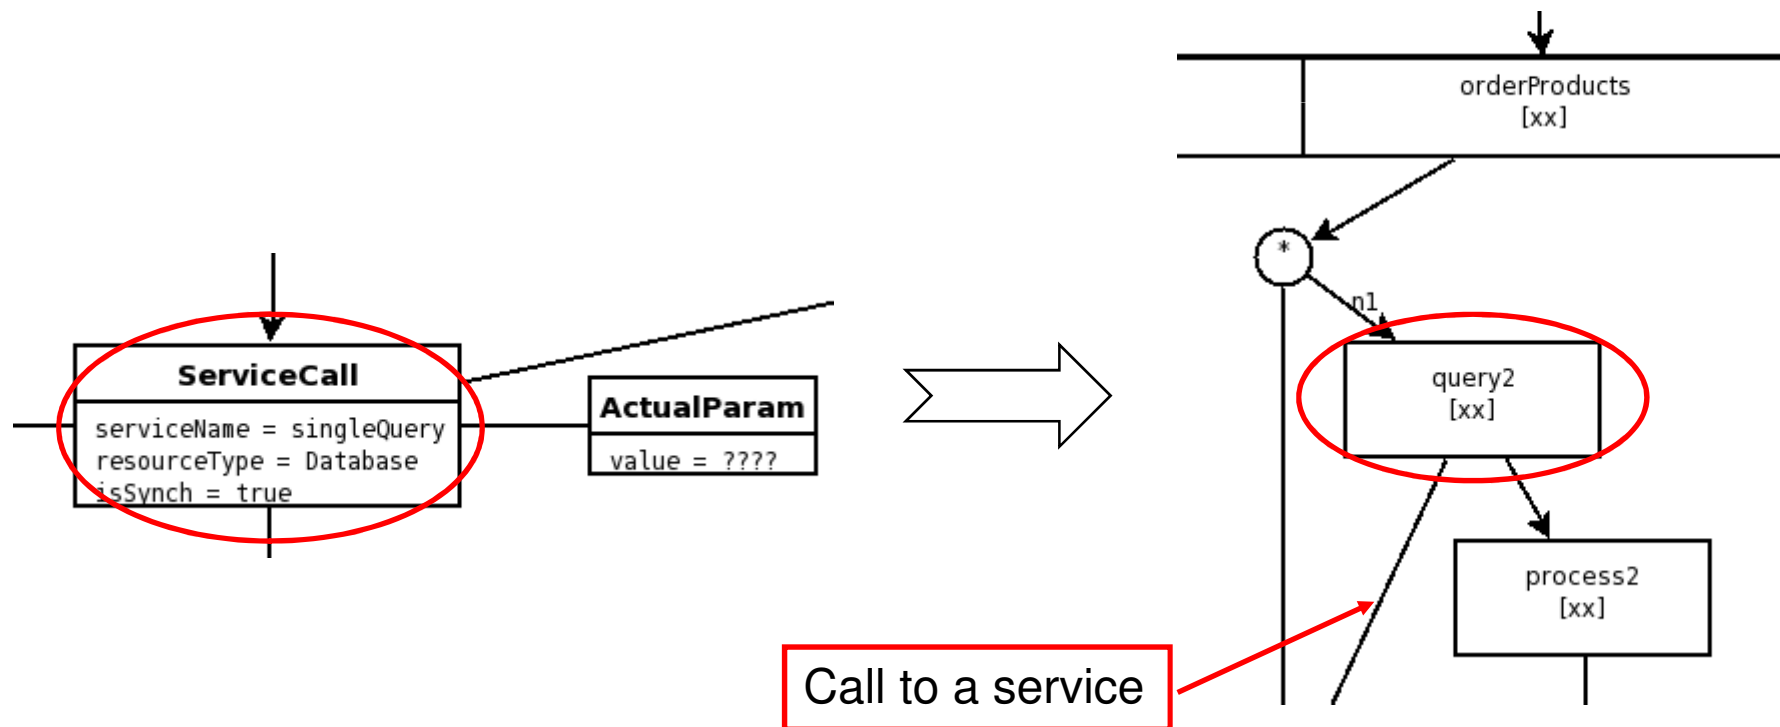 orderProducts
[xx]
*
n1
ServiceCall
serviceName = singleQuery
resourceType = Database
isSynch = true
ActualParam
value = ????
query2
[xx]
process2
[xx]
Call to a service